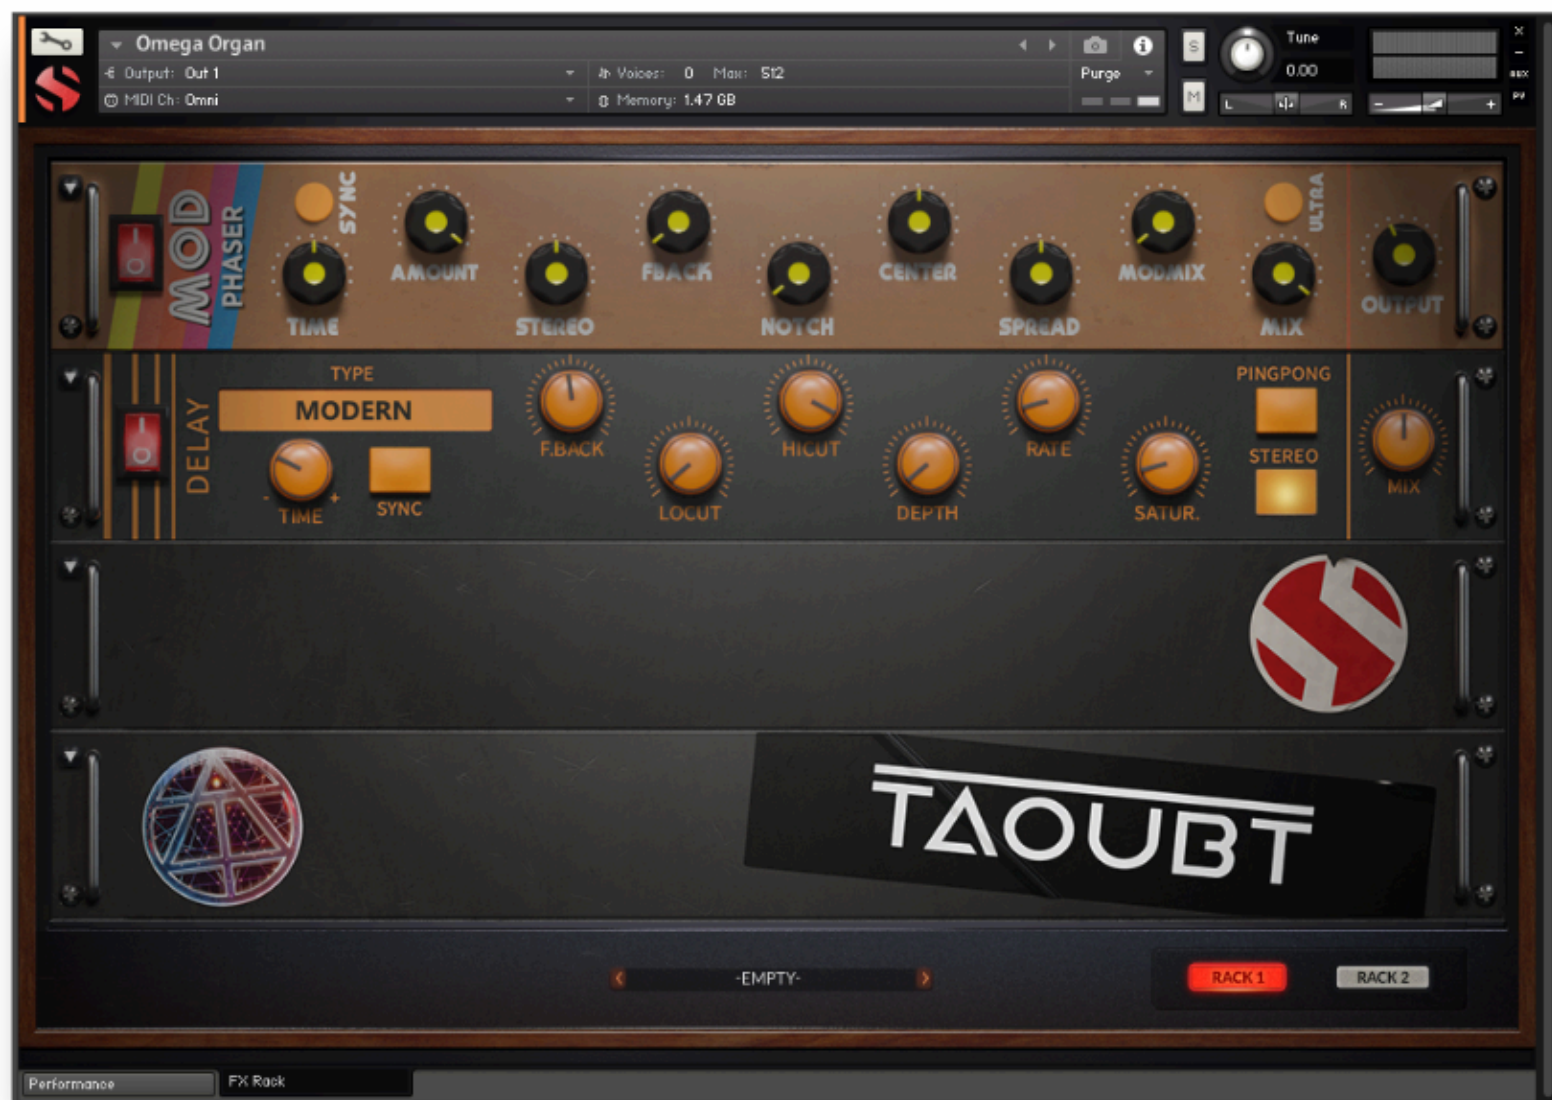 Omega Organ
Output: Out 1
Voices: 0 Max: 512
Purge
MIDI Ch: Omni
Memory: 1.47 GB
S
M
Tune
0.00
L R
- +
×
-
AUX
PV
MOD
PHASER
SYNC
TIME
AMOUNT
STEREO
FBACK
NOTCH
CENTER
SPREAD
MODMIX
ULTRA
MIX
OUTPUT
DELAY
TYPE
MODERN
- +
TIME
SYNC
F.BACK
LOCUT
HICUT
DEPTH
RATE
SATUR.
PINGPONG
STEREO
MIX
TAOUBT
-EMPTY-
RACK 1
RACK 2
Performance
FX Rack